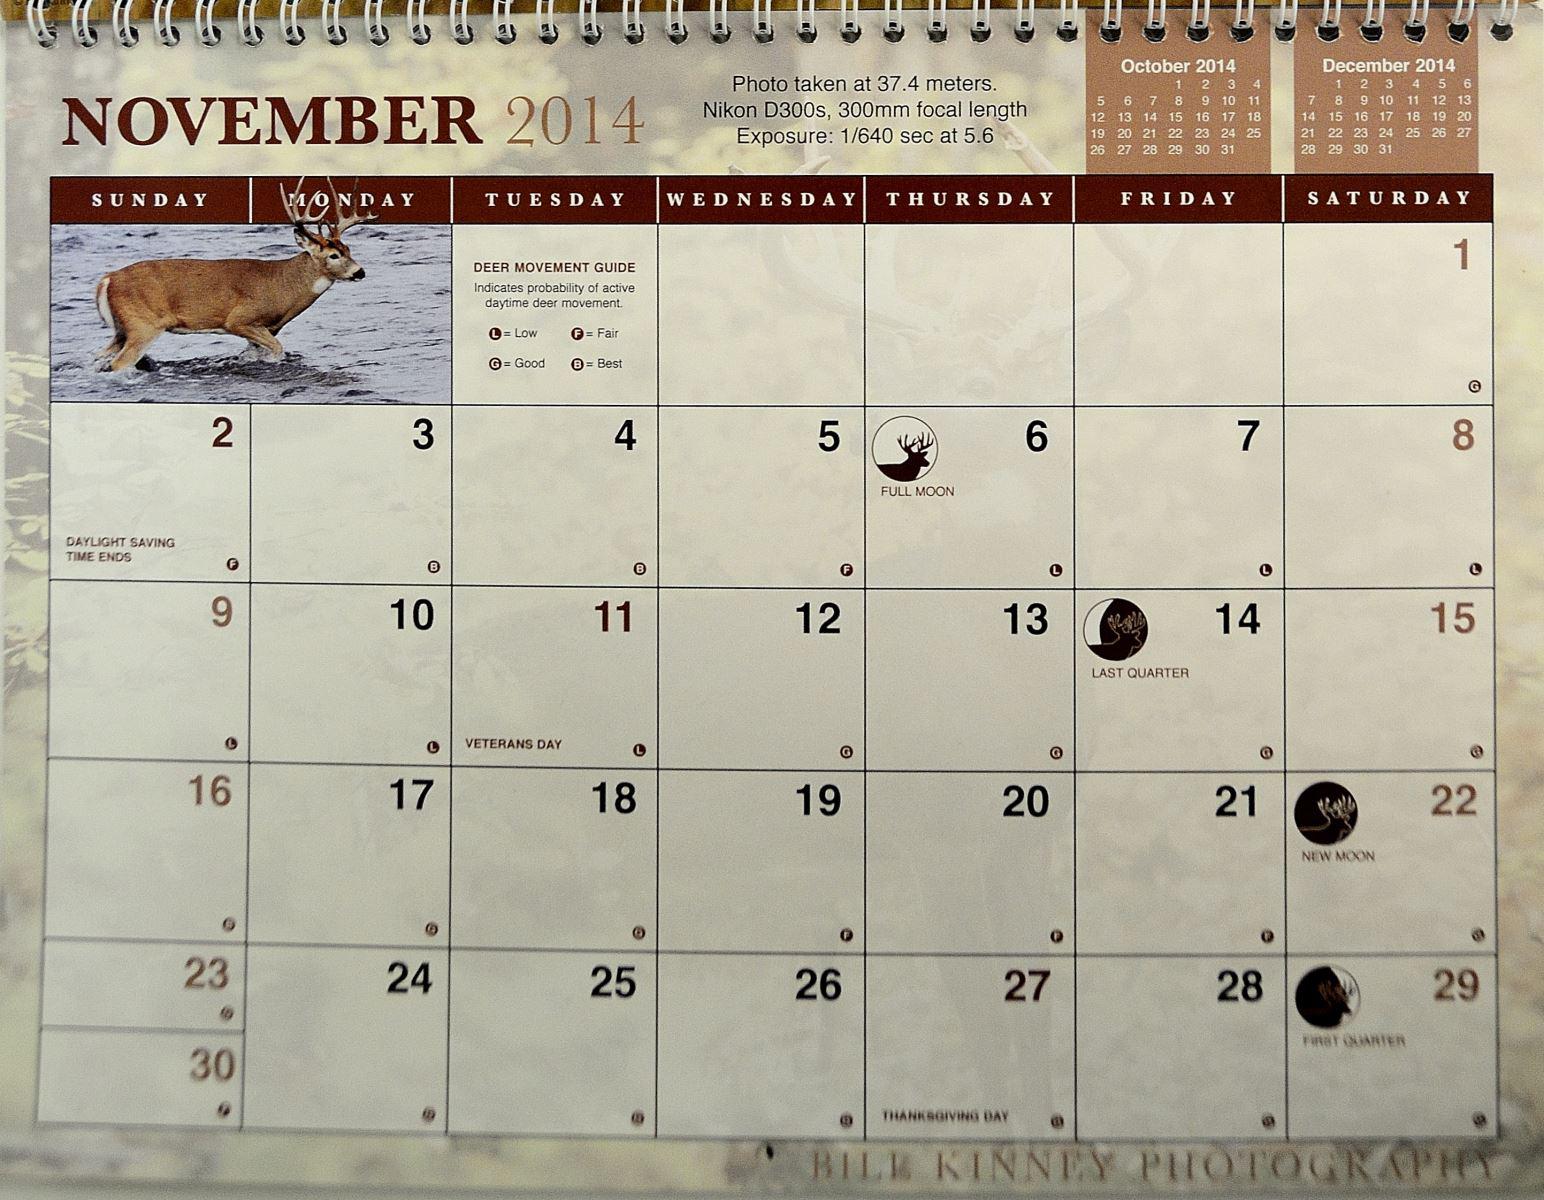 NOVEMBER 2014
Photo taken at 37.4 meters.
Nikon D300s, 300mm focal length
Exposure: 1/640 sec at 5.6
October 2014
1 2 3 4
5 6 7 8 9 10 11
12 13 14 15 16 17 18
19 20 21 22 23 24 25
26 27 28 29 30 31
December 2014
1 2 3 4 5 6
7 8 9 10 11 12 13
14 15 16 17 18 19 20
21 22 23 24 25 26 27
28 29 30 31
SUNDAY MONDAY TUESDAY WEDNESDAY THURSDAY FRIDAY SATURDAY
DEER MOVEMENT GUIDE
Indicates probability of active
daytime deer movement.
L = Low F = Fair
G = Good B = Best
1
G
2 3 4 5 6 7 8
FULL MOON
DAYLIGHT SAVING
TIME ENDS
F B B F L L L
9 10 11 12 13 14 15
LAST QUARTER
VETERANS DAY
L L L G G G G
16 17 18 19 20 21 22
NEW MOON
G G F F F
23 24 25 26 27 28 29
FIRST QUARTER
30
F
THANKSGIVING DAY
BILL KINNEY PHOTOGRAPHY